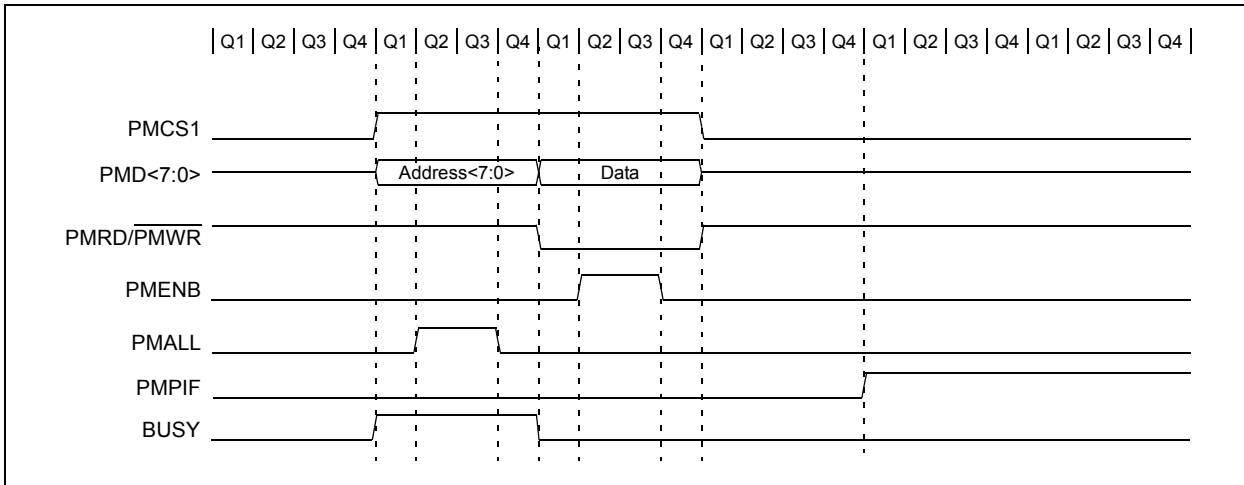 Q1 Q2 Q3 Q4 Q1 Q2 Q3 Q4 Q1 Q2 Q3 Q4 Q1 Q2 Q3 Q4 Q1 Q2 Q3 Q4 Q1 Q2 Q3 Q4
PMCS1
PMD<7:0> Address<7:0> Data
PMRD/PMWR
PMENB
PMALL
PMPIF
BUSY